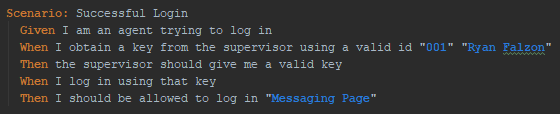 Scenario: Successful Login
Given I am an agent trying to log in
When I obtain a key from the supervisor using a valid id "001" "Ryan Falzon"
Then the supervisor should give me a valid key
When I log in using that key
Then I should be allowed to log in "Messaging Page"